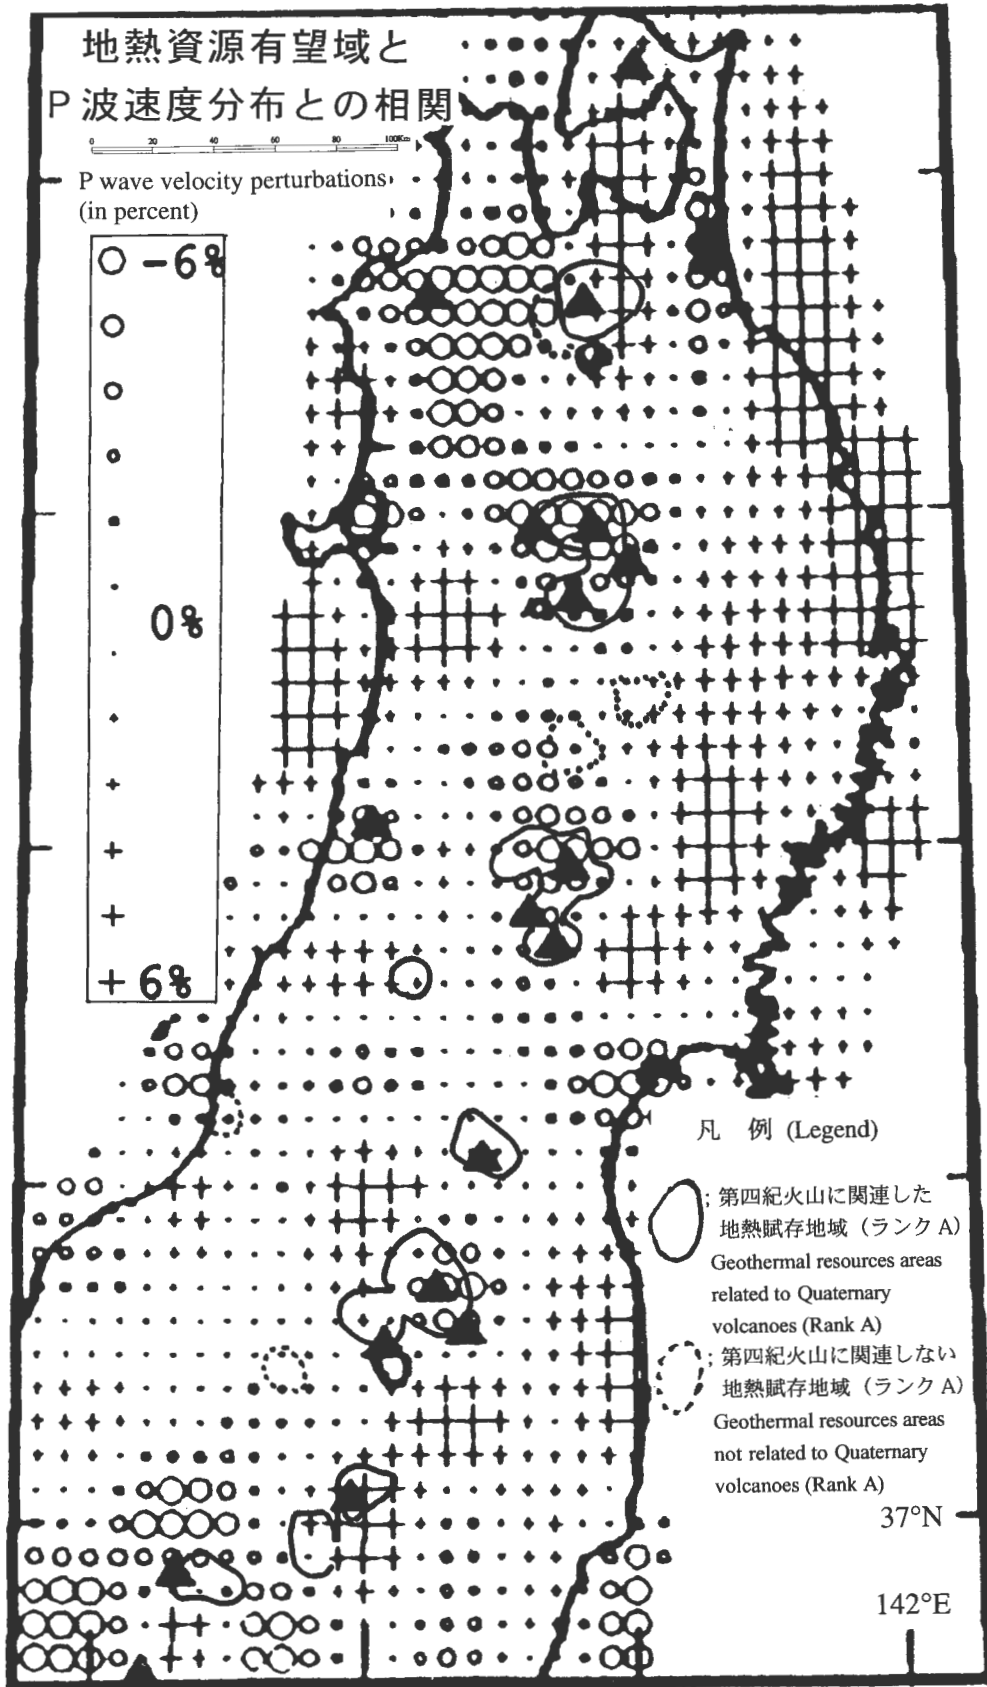 地熱資源有望域と
P波速度分布との相関
0 20 40 60 80 100Km
P wave velocity perturbations
(in percent)
-6%
0%
6%
凡 例 (Legend)
; 第四紀火山に関連した
地熱賦存地域（ランクA）
Geothermal resources areas
related to Quaternary
volcanoes (Rank A)
; 第四紀火山に関連しない
地熱賦存地域（ランクA）
Geothermal resources areas
not related to Quaternary
volcanoes (Rank A)
37°N
142°E